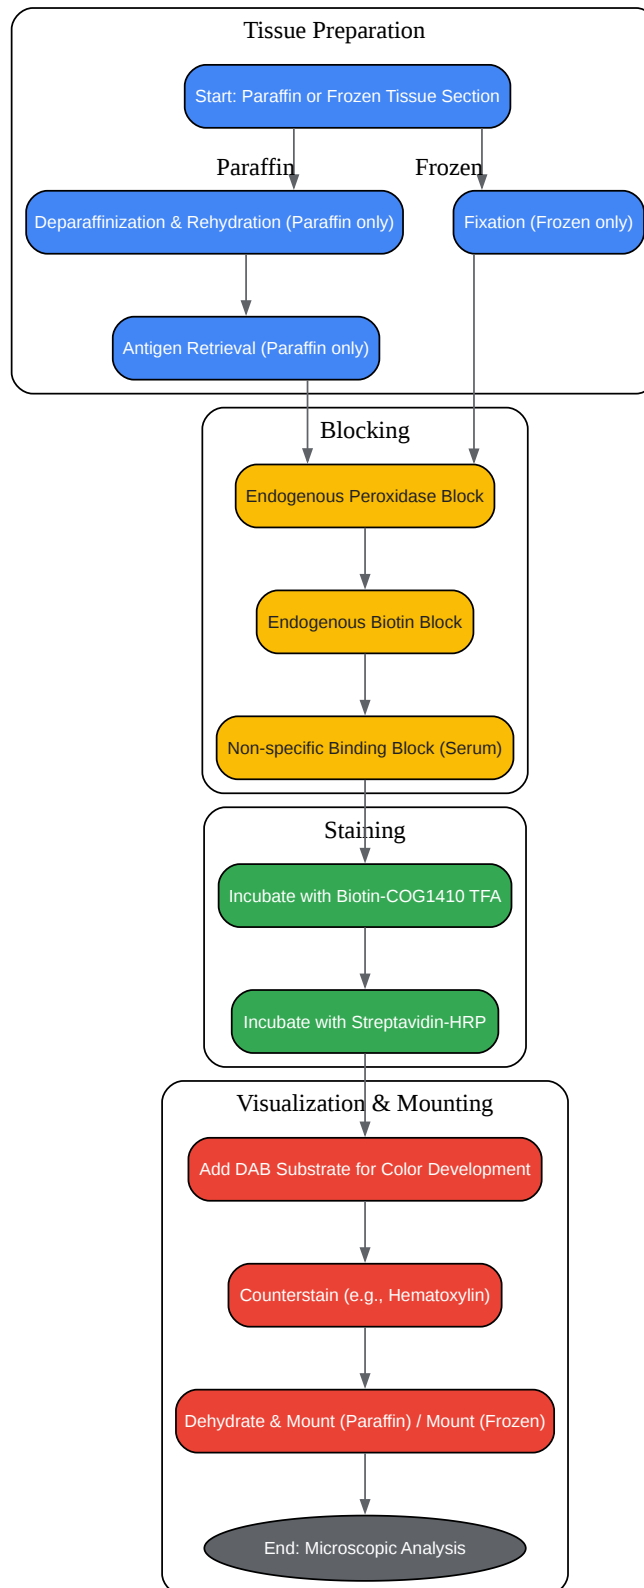 Tissue Preparation
Start: Paraffin or Frozen Tissue Section
Paraffin
Frozen
Deparaffinization & Rehydration (Paraffin only)
Fixation (Frozen only)
Antigen Retrieval (Paraffin only)
Blocking
Endogenous Peroxidase Block
Endogenous Biotin Block
Non-specific Binding Block (Serum)
Staining
Incubate with Biotin-COG1410 TFA
Incubate with Streptavidin-HRP
Visualization & Mounting
Add DAB Substrate for Color Development
Counterstain (e.g., Hematoxylin)
Dehydrate & Mount (Paraffin) / Mount (Frozen)
End: Microscopic Analysis